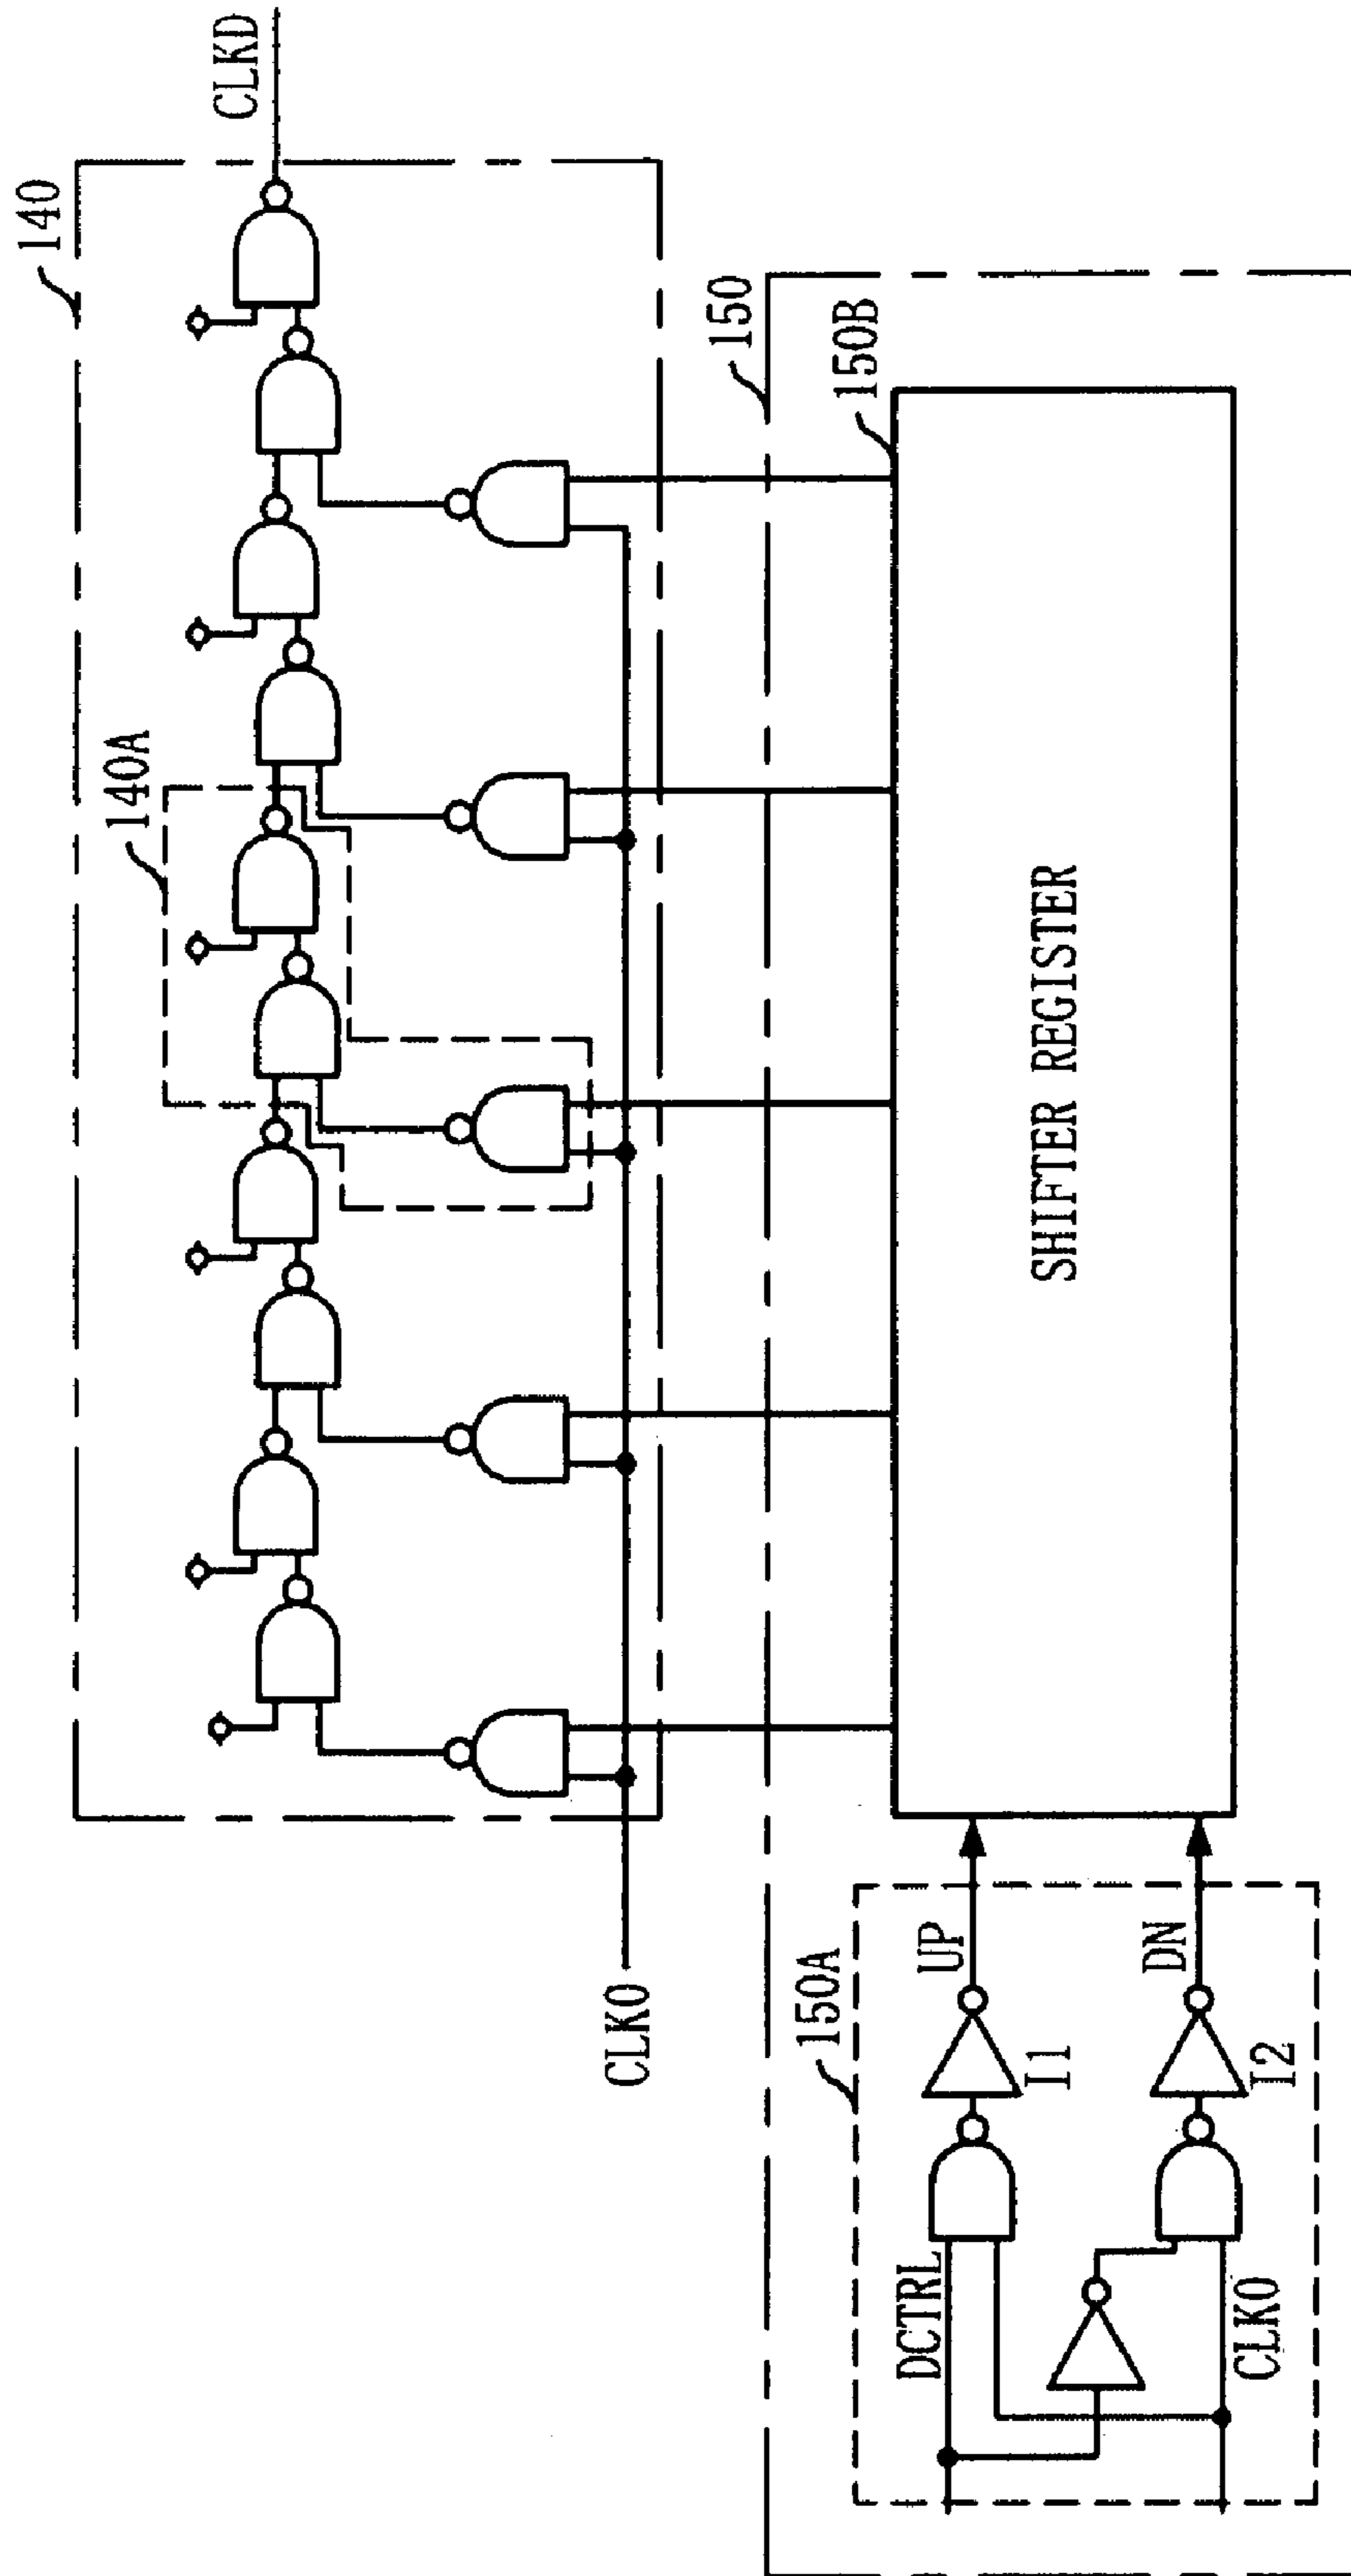 140
CLKD
140A
CLK0
150
150B
150A
UP
DN
I1
I2
DCTRL
CLK0
SHIFTER REGISTER